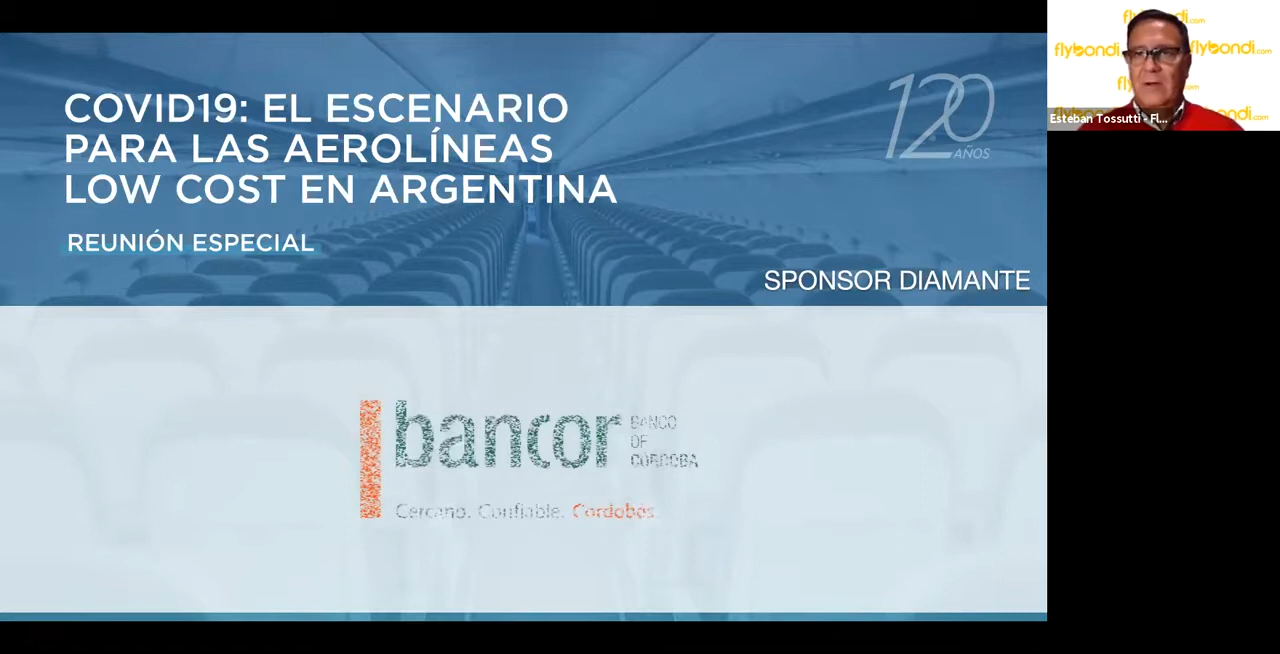 COVID19: EL ESCENARIO
PARA LAS AEROLÍNEAS
LOW COST EN ARGENTINA
REUNIÓN ESPECIAL
120
AÑOS
SPONSOR DIAMANTE
bancor
BANCO
DE
CÓRDOBA
Cercano. Confiable. Cordobés.
flybondi.com
flybondi
flybondi.com
Esteban Tossutti - Fl...